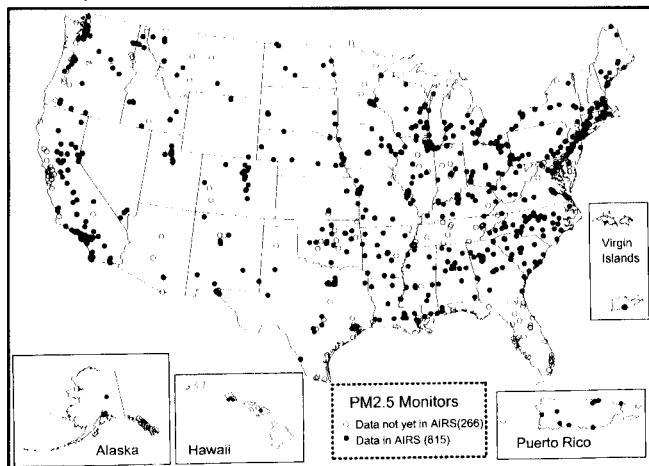 Virgin
Islands
Alaska
Hawaii
PM2.5 Monitors
Data not yet in AIRS(266)
Data in AIRS (815)
Puerto Rico